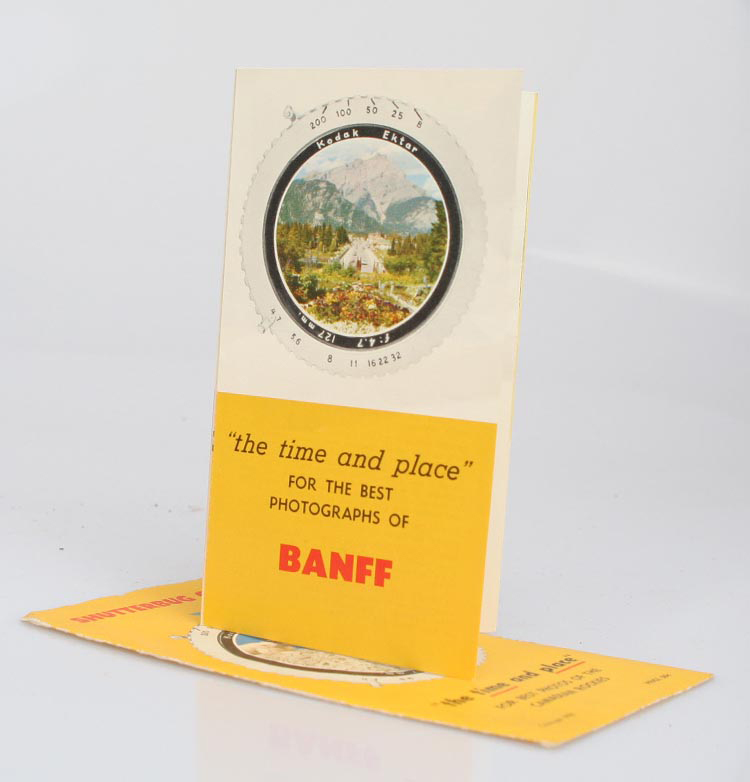 200 100 50 25 B
Kodak Ektar
4.7 5.6 8 11 16 22 32
f:4.7 127mm.
"the time and place"
FOR THE BEST
PHOTOGRAPHS OF
BANFF
SHUTTERBUG
"the time and place"
FOR BEST PHOTOS OF THE
CANADIAN ROCKIES